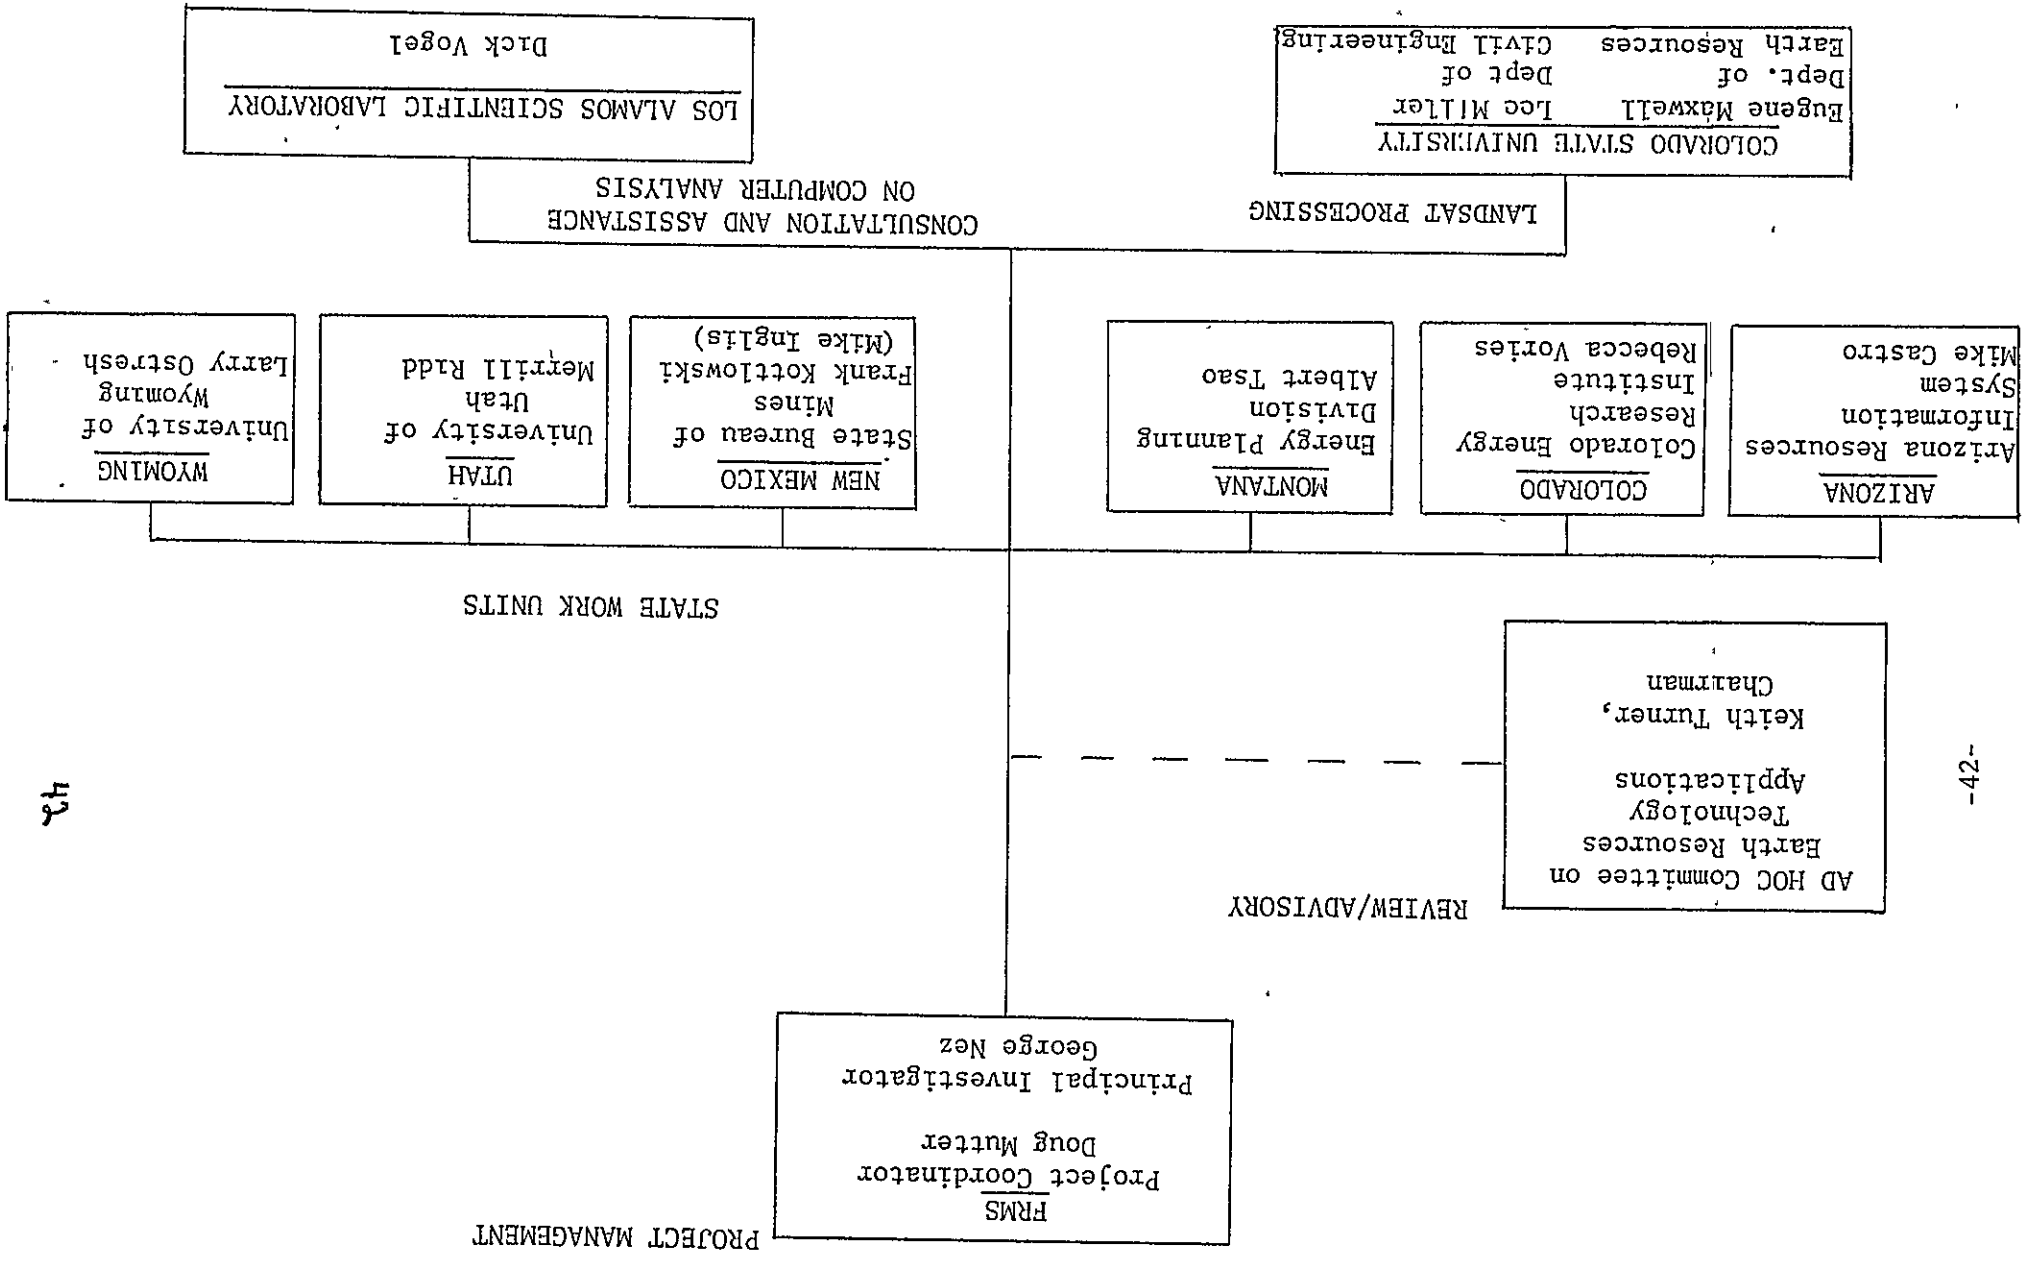 PROJECT MANAGEMENT
FRMS
Project Coordinator
Doug Mutter
Principal Investigator
George Nez
REVIEW/ADVISORY
AD HOC Committee on
Earth Resources
Technology
Applications
Keith Turner,
Chairman
STATE WORK UNITS
ARIZONA
Arizona Resources
Information
System
Mike Castro
COLORADO
Colorado Energy
Research
Institute
Rebecca Vories
MONTANA
Energy Planning
Division
Albert Tsao
NEW MEXICO
State Bureau of
Mines
Frank Kottlowski
(Mike Inglis)
UTAH
University of
Utah
Merrill Ridd
WYOMING
University of
Wyoming
Larry Ostresh
LANDSAT PROCESSING
COLORADO STATE UNIVERSITY
Eugene Maxwell Lee Miller
Dept. of Dept of
Earth Resources Civil Engineering
CONSULTATION AND ASSISTANCE
ON COMPUTER ANALYSIS
LOS ALAMOS SCIENTIFIC LABORATORY
Dick Vogel
-42-
42